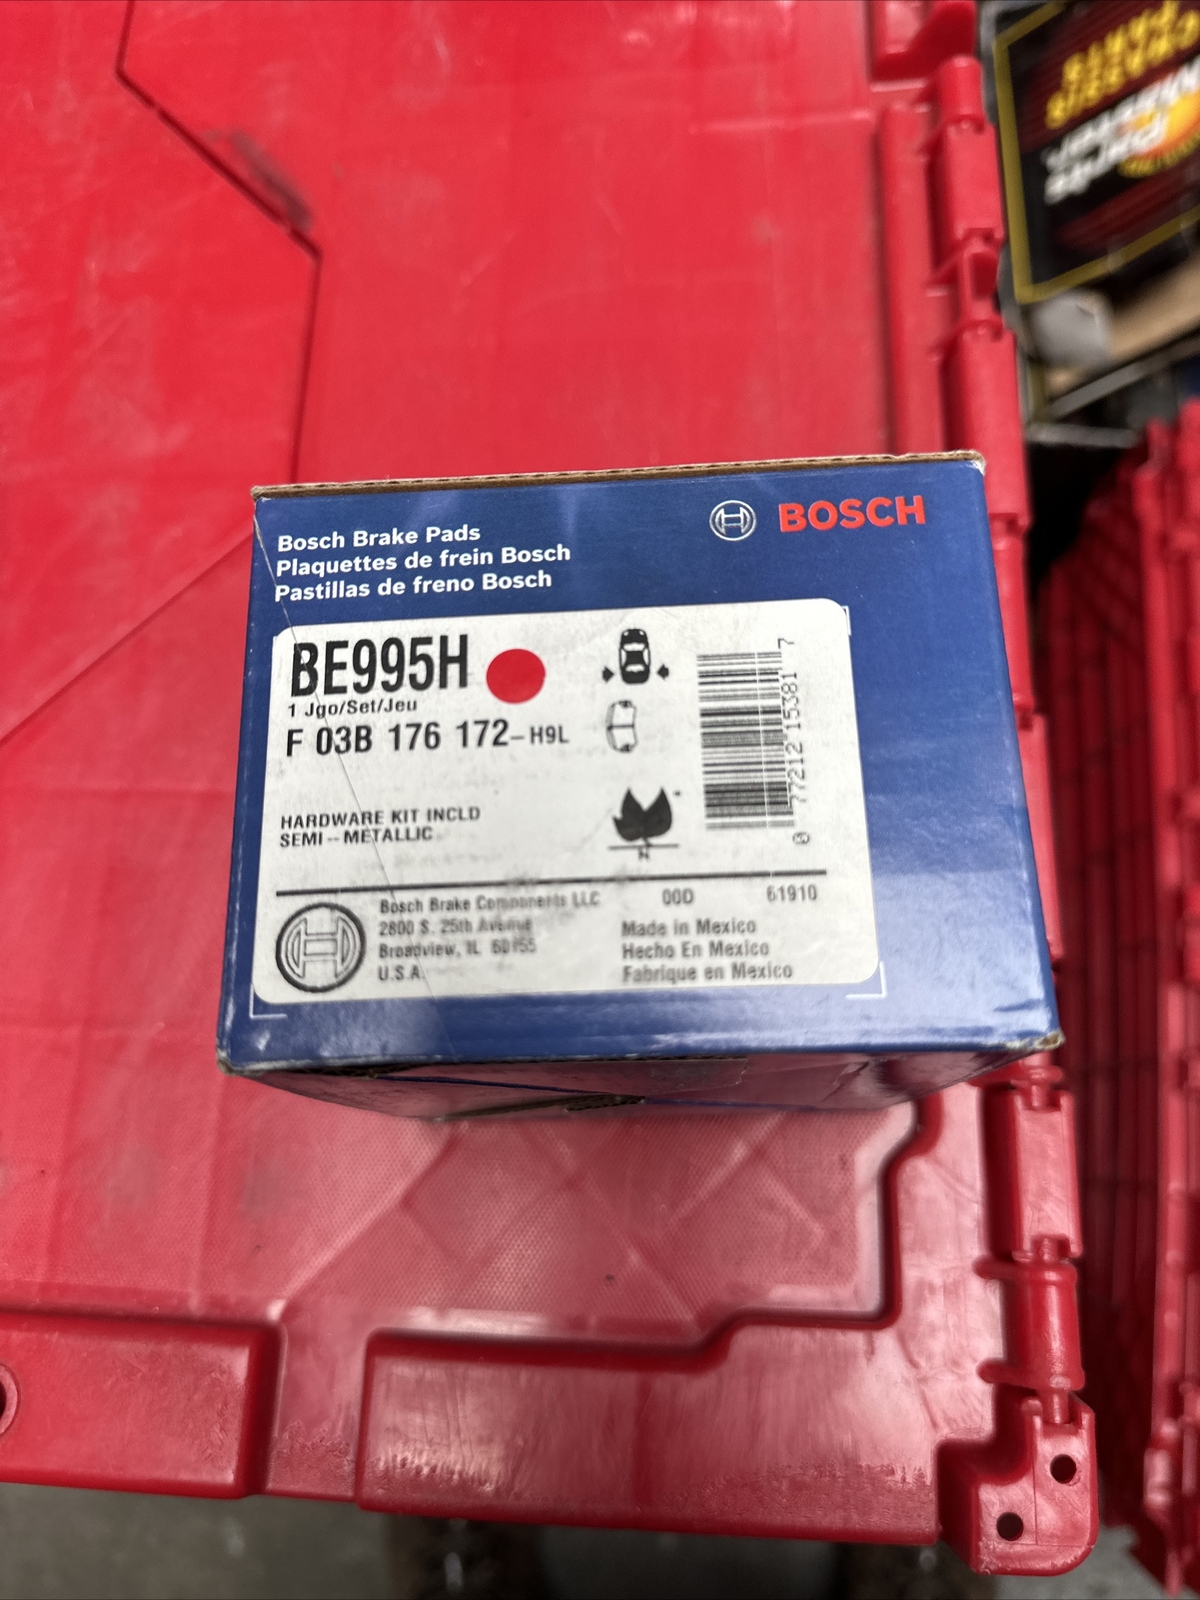 Bosch Brake Pads
Plaquettes de frein Bosch
Pastillas de freno Bosch
BOSCH
BE995H
1 Jgo/Set/Jeu
F 03B 176 172-H9L
HARDWARE KIT INCLD
SEMI--METALLIC
N
0 77212 15381 7
Bosch Brake Components LLC
2800 S. 25th Avenue
Broadview, IL 60155
U.S.A.
00D 61910
Made in Mexico
Hecho En Mexico
Fabrique en Mexico